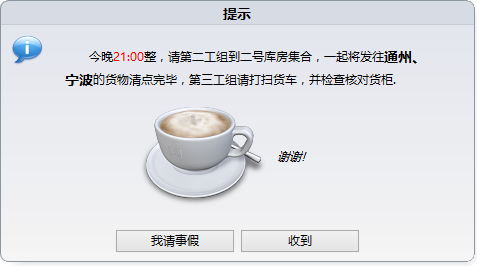 提示
今晚21:00整，请第二工组到二号库房集合，一起将发往通州、
宁波的货物清点完毕，第三工组请打扫货车，并检查核对货柜.
谢谢!
我请事假
收到